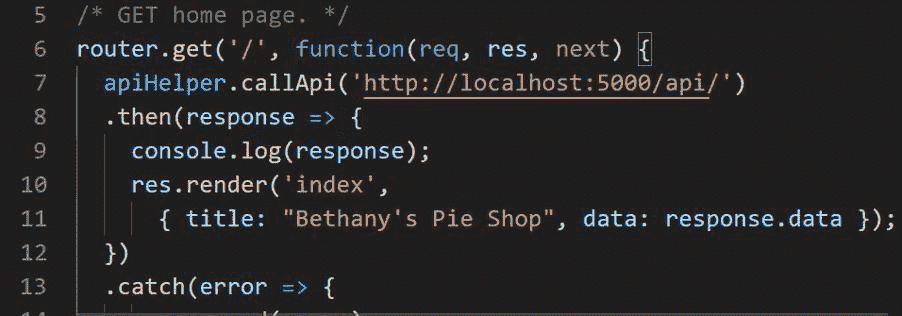 5 /* GET home page. */
6 router.get('/', function(req, res, next) {
7 apiHelper.callApi('http://localhost:5000/api/')
8 .then(response => {
9 console.log(response);
10 res.render('index',
11 { title: "Bethany's Pie Shop", data: response.data });
12 })
13 .catch(error => {